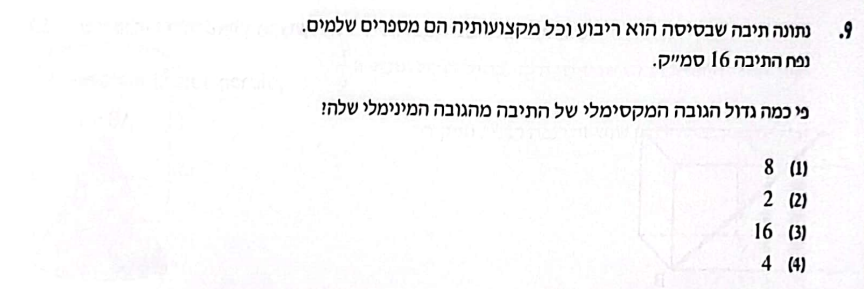 9. נתונה תיבה שבסיסה הוא ריבוע וכל מקצועותיה הם מספרים שלמים.
נפח התיבה 16 סמ״ק.
פי כמה גדול הגובה המקסימלי של התיבה מהגובה המינימלי שלה?
(1) 8
(2) 2
(3) 16
(4) 4
B